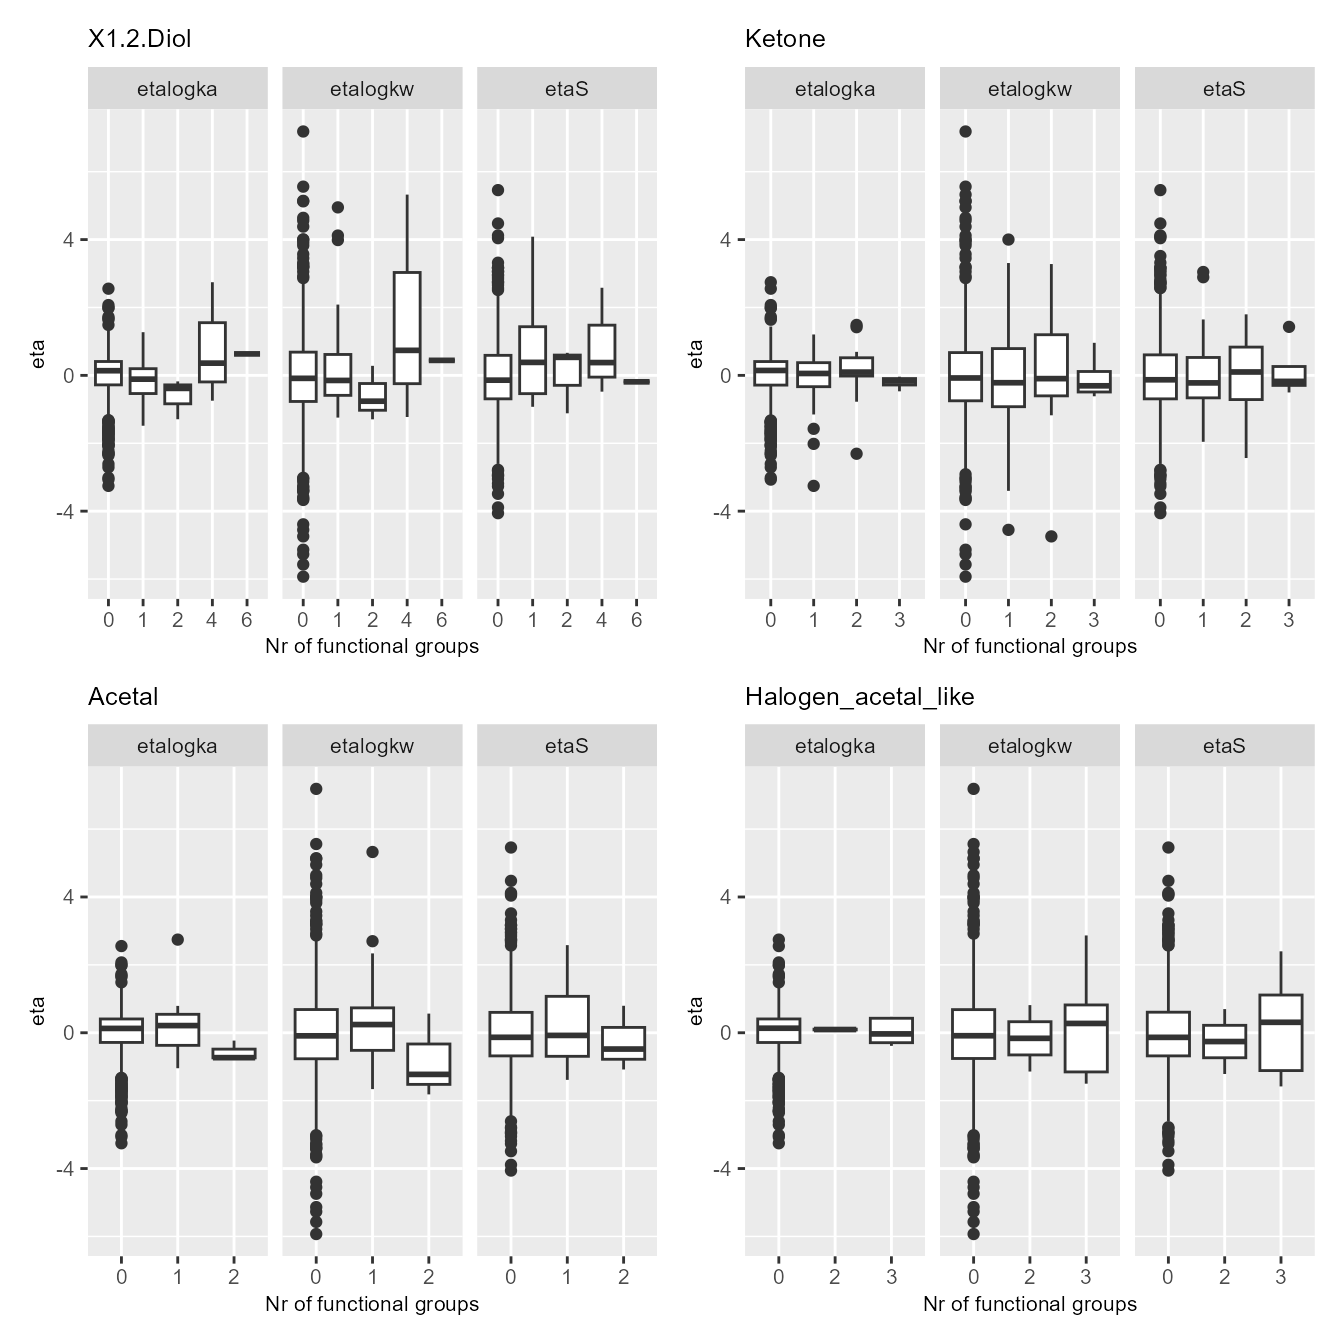 X1.2.Diol
etalogka etalogkw etaS
eta
4
0
-4
0 1 2 4 6 0 1 2 4 6 0 1 2 4 6
Nr of functional groups
Ketone
etalogka etalogkw etaS
eta
4
0
-4
0 1 2 3 0 1 2 3 0 1 2 3
Nr of functional groups
Acetal
etalogka etalogkw etaS
eta
4
0
-4
0 1 2 0 1 2 0 1 2
Nr of functional groups
Halogen_acetal_like
etalogka etalogkw etaS
eta
4
0
-4
0 2 3 0 2 3 0 2 3
Nr of functional groups